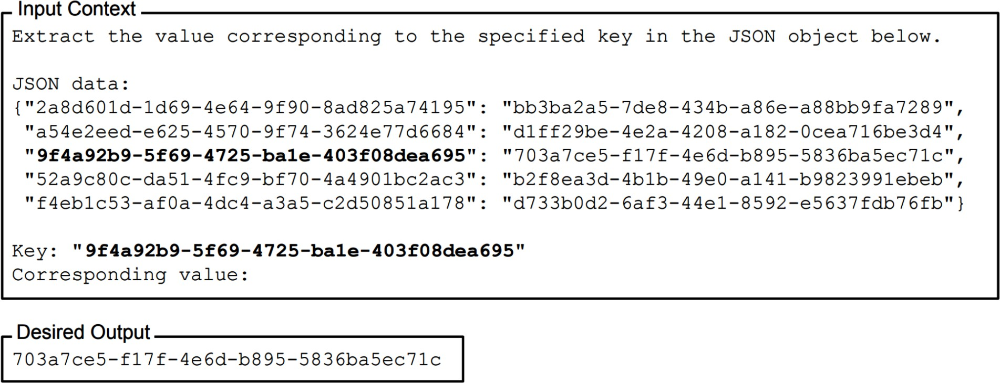 Input Context
Extract the value corresponding to the specified key in the JSON object below.
JSON data:
{"2a8d601d-1d69-4e64-9f90-8ad825a74195": "bb3ba2a5-7de8-434b-a86e-a88bb9fa7289",
"a54e2eed-e625-4570-9f74-3624e77d6684": "d1ff29be-4e2a-4208-a182-0cea716be3d4",
"9f4a92b9-5f69-4725-ba1e-403f08dea695": "703a7ce5-f17f-4e6d-b895-5836ba5ec71c",
"52a9c80c-da51-4fc9-bf70-4a4901bc2ac3": "b2f8ea3d-4b1b-49e0-a141-b9823991ebeb",
"f4eb1c53-af0a-4dc4-a3a5-c2d50851a178": "d733b0d2-6af3-44e1-8592-e5637fdb76fb"}
Key: "9f4a92b9-5f69-4725-ba1e-403f08dea695"
Corresponding value:
Desired Output
703a7ce5-f17f-4e6d-b895-5836ba5ec71c